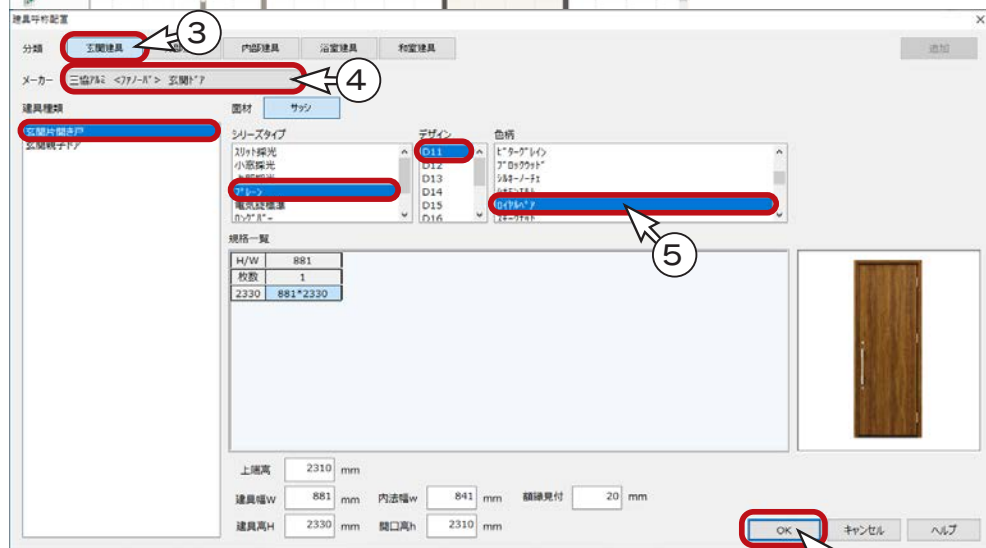 建具呼称配置
分類 玄関建具 内部建具 浴室建具 和室建具 追加
③
メーカー 三協ｱﾙﾐ <ﾌｧﾉｰﾊﾞ> 玄関ﾄﾞｱ
④
建具種類 面材 サッシ
玄関片開き戸
玄関親子ドア
シリーズタイプ デザイン 色柄
ｽﾘｯﾄ採光
小窓採光
ﾌﾟﾚｰﾝ
電気錠標準
ﾛﾝｸﾞﾊﾞｰ
D11
D12
D13
D14
D15
D16
ﾋﾞﾀｰｸﾞﾚｲﾝ
ﾌﾞﾛｯｸｳｯﾄﾞ
ｼﾙｷｰﾉｰﾁｪ
ﾛｲﾔﾙﾍﾟｱ
⑤
規格一覧
H/W 881
枚数 1
2330 881*2330
上端高 2310 mm
建具幅W 881 mm 内法幅w 841 mm 額縁見付 20 mm
建具高H 2330 mm 開口高h 2310 mm
OK キャンセル ヘルプ